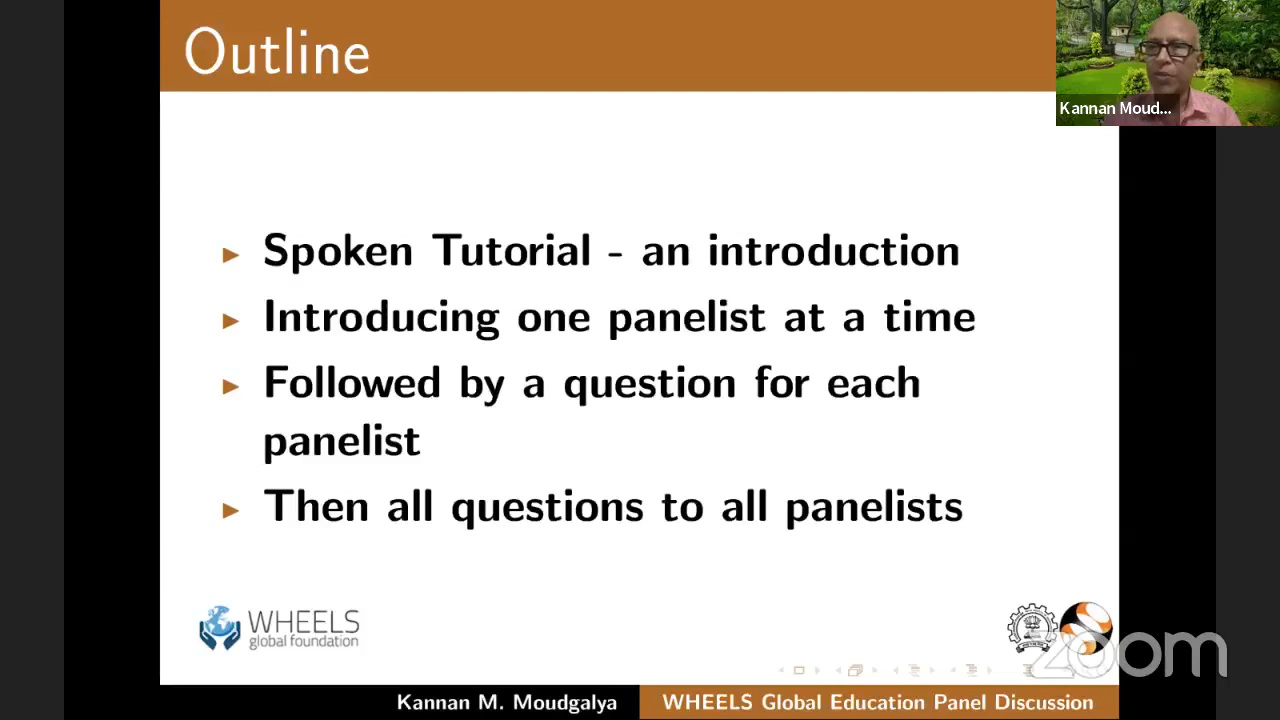 Outline
Kannan Moud...
Spoken Tutorial - an introduction
Introducing one panelist at a time
Followed by a question for each
panelist
Then all questions to all panelists
WHEELS
global foundation
zoom
Kannan M. Moudgalya
WHEELS Global Education Panel Discussion